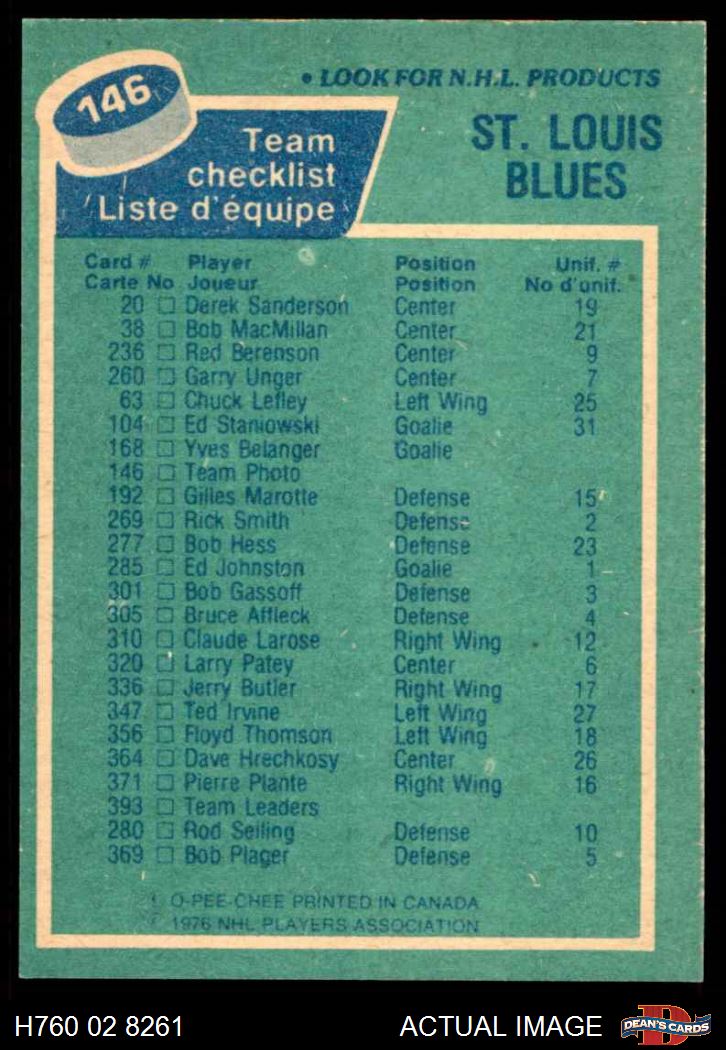 146
• LOOK FOR N.H.L. PRODUCTS
Team
checklist
Liste d'équipe
ST. LOUIS
BLUES
Card # Player Position Unif. #
Carte No Joueur Position No d'unif.
20 □ Derek Sanderson Center 19
38 □ Bob MacMillan Center 21
236 □ Red Berenson Center 9
260 □ Garry Unger Center 7
63 □ Chuck Lefley Left Wing 25
104 □ Ed Staniowski Goalie 31
168 □ Yves Belanger Goalie
146 □ Team Photo
192 □ Gilles Marotte Defense 15
269 □ Rick Smith Defense 2
277 □ Bob Hess Defense 23
285 □ Ed Johnston Goalie 1
301 □ Bob Gassoff Defense 3
305 □ Bruce Affleck Defense 4
310 □ Claude Larose Right Wing 12
320 □ Larry Patey Center 6
336 □ Jerry Butler Right Wing 17
347 □ Ted Irvine Left Wing 27
356 □ Floyd Thomson Left Wing 18
364 □ Dave Hrechkosy Center 26
371 □ Pierre Plante Right Wing 16
393 □ Team Leaders
280 □ Rod Seiling Defense 10
369 □ Bob Plager Defense 5
O-PEE-CHEE PRINTED IN CANADA
1976 NHL PLAYERS ASSOCIATION
H760 02 8261 ACTUAL IMAGE
D
DEAN'S CARDS